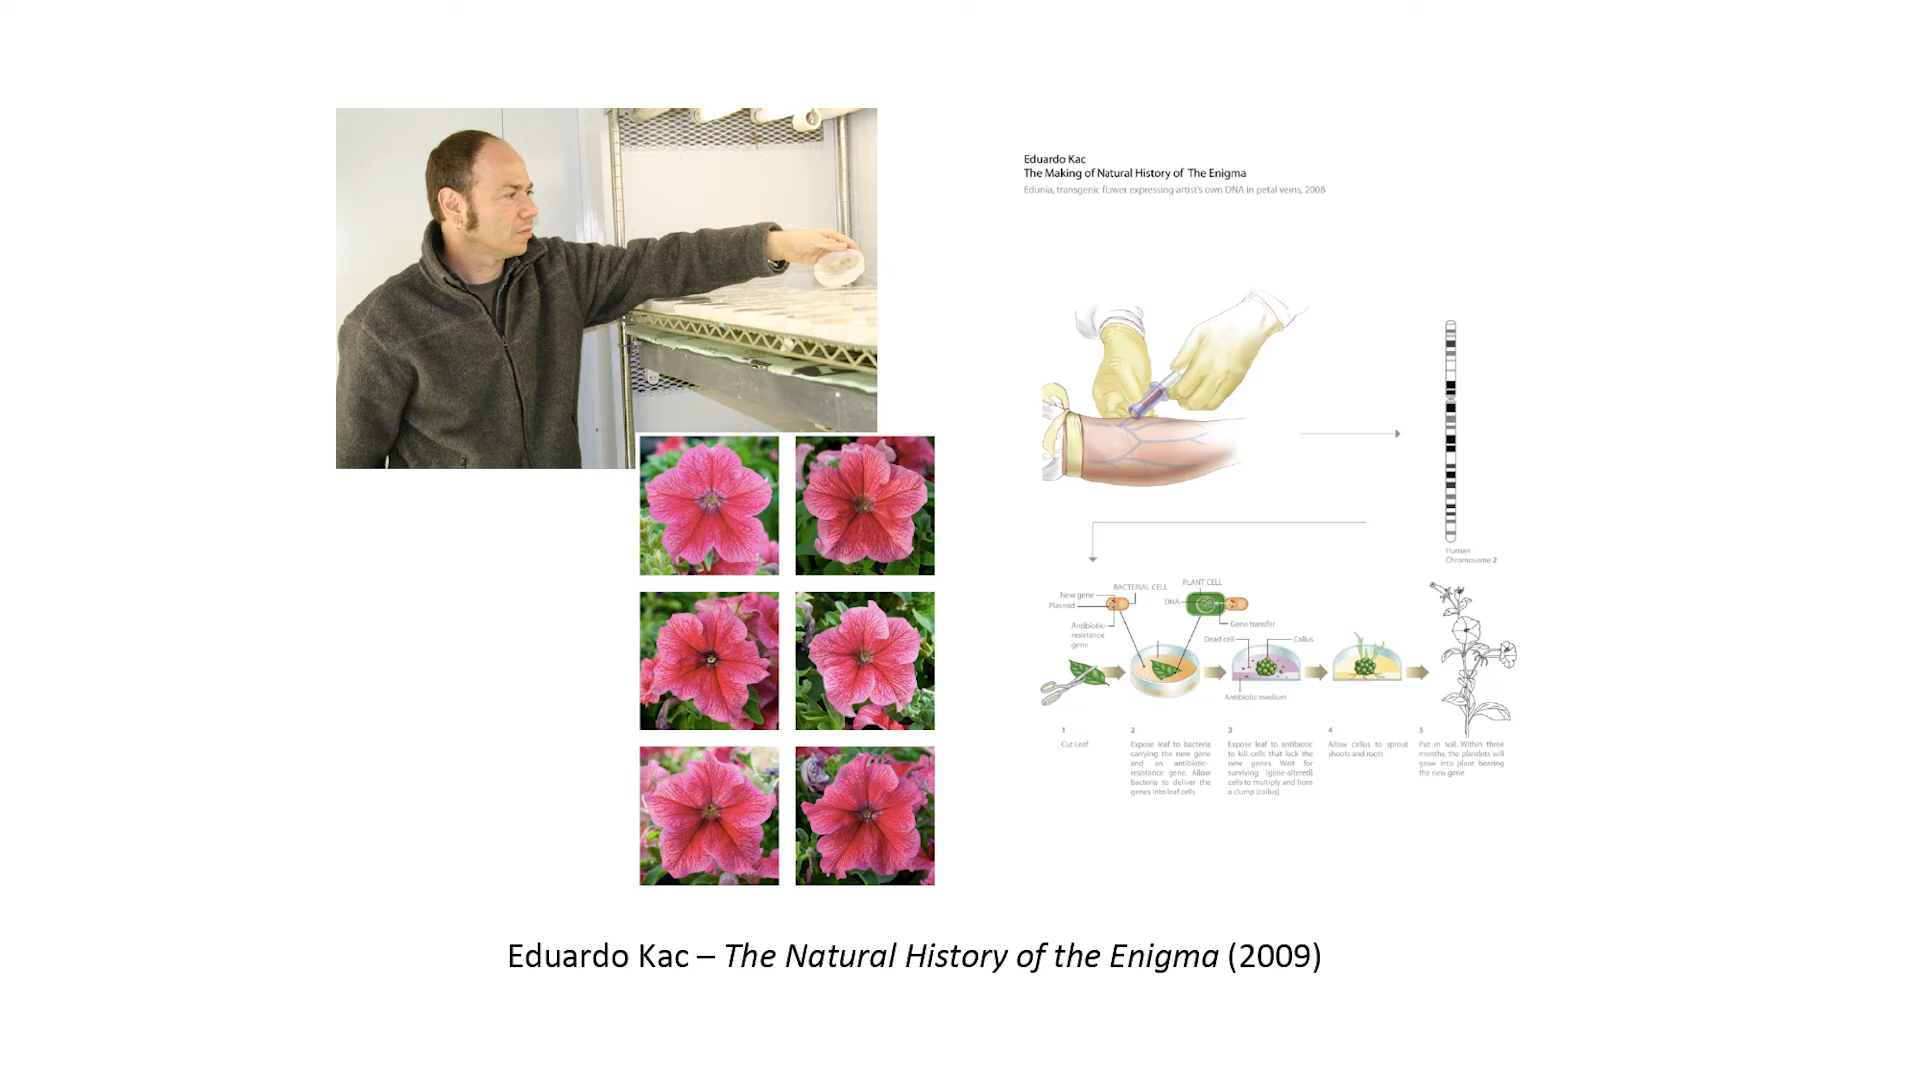 Eduardo Kac
The Making of Natural History of The Enigma
Edunia, transgenic flower expressing artist's own DNA in petal veins, 2008
Human
Chromosome 2
New gene
BACTERIAL CELL
PLANT CELL
Plasmid
DNA
Antibiotic-
resistance
gene
Gene transfer
Dead cell
Callus
Antibiotic medium
1
Cut Leaf
2
Expose leaf to bacteria
carrying the new gene
and an antibiotic-
resistance gene. Allow
bacteria to deliver the
genes into leaf cells
3
Expose leaf to antibiotic
to kill cells that lack the
new genes. Wait for
surviving (gene-altered)
cells to multiply and from
a clump (callus)
4
Allow callus to sprout
shoots and roots
5
Put in soil. Within three
months, the plandets will
grow into plant bearing
the new gene
Eduardo Kac – The Natural History of the Enigma (2009)